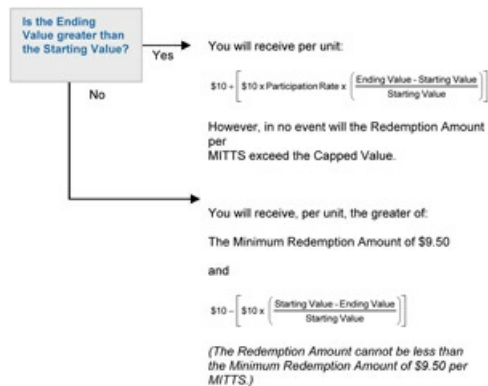 Is the Ending
Value greater than
the Starting Value?
Yes
No
You will receive per unit:
$10 + [$10 x Participation Rate x (Ending Value - Starting Value / Starting Value)]
However, in no event will the Redemption Amount
per
MITTS exceed the Capped Value.
You will receive, per unit, the greater of:
The Minimum Redemption Amount of $9.50
and
$10 – [$10 x (Starting Value - Ending Value / Starting Value)]
(The Redemption Amount cannot be less than
the Minimum Redemption Amount of $9.50 per
MITTS.)